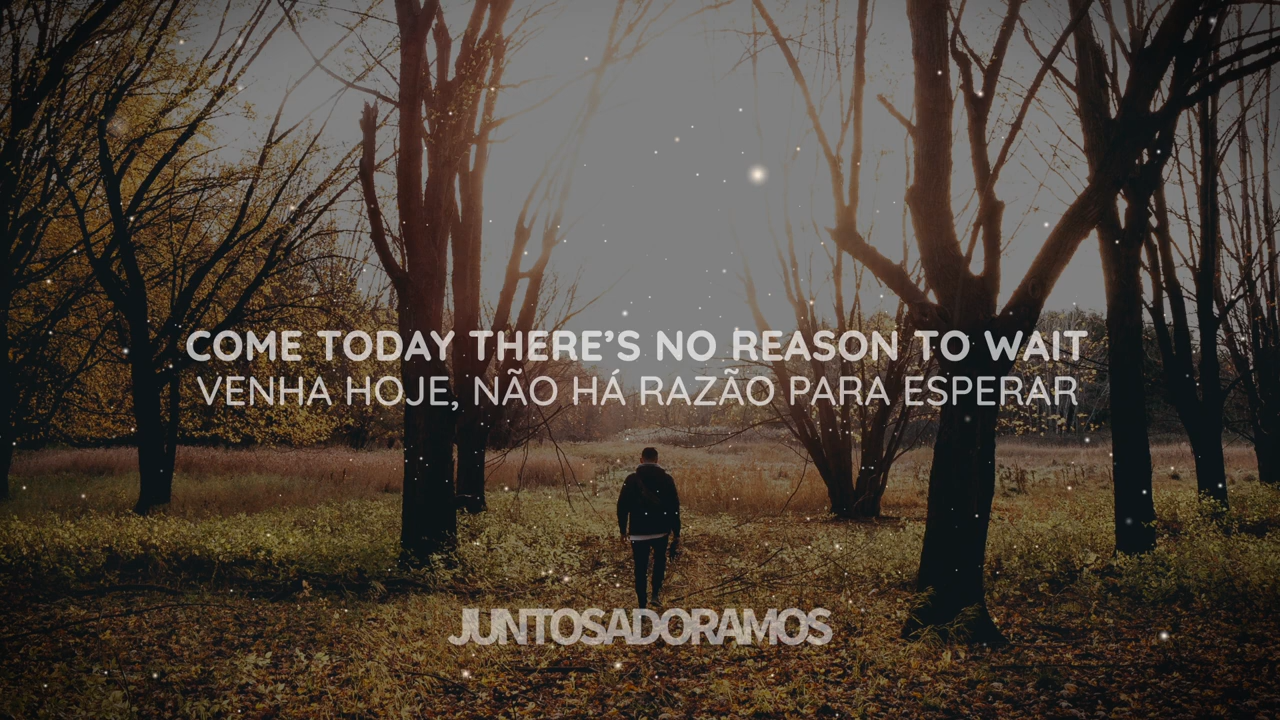 COME TODAY THERE’S NO REASON TO WAIT
VENHA HOJE, NÃO HÁ RAZÃO PARA ESPERAR
JUNTOSADORAMOS